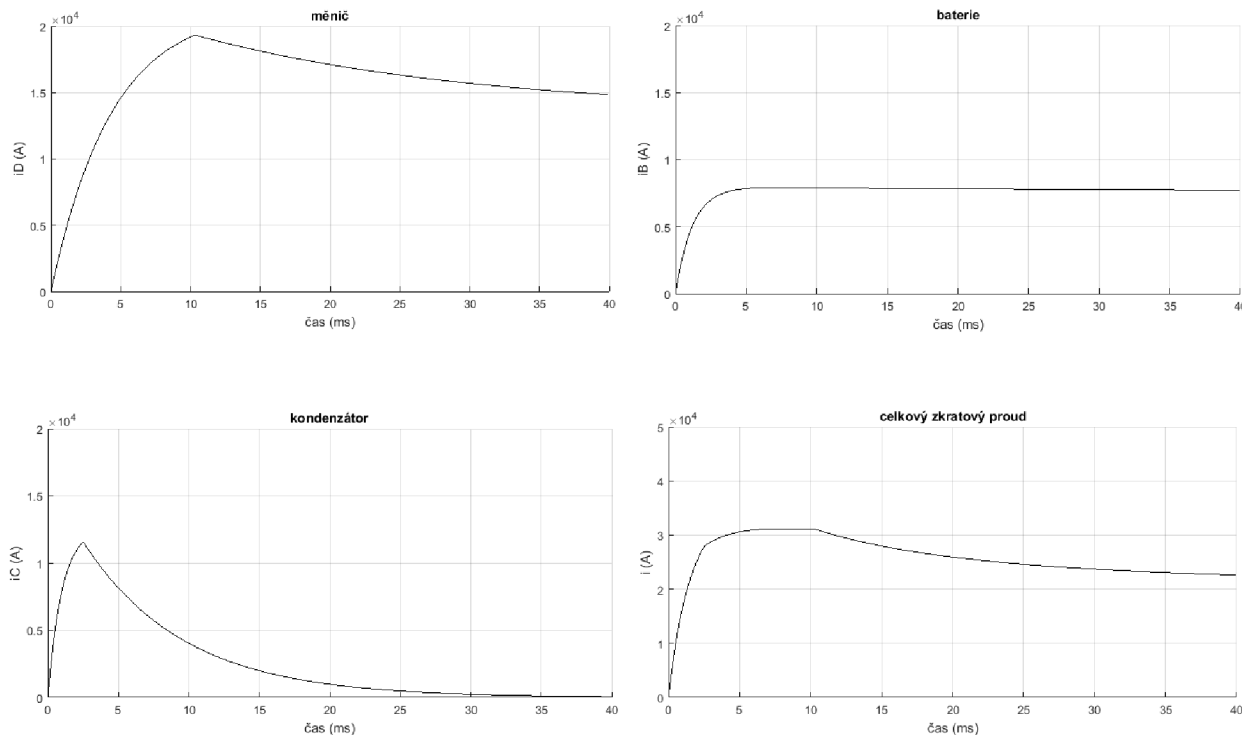 měnič
×10⁴
2
1.5
1
0.5
0
iD (A)
0 5 10 15 20 25 30 35 40
čas (ms)
baterie
×10⁴
2
1.5
1
0.5
0
iB (A)
0 5 10 15 20 25 30 35 40
čas (ms)
kondenzátor
×10⁴
2
1.5
1
0.5
0
iC (A)
0 5 10 15 20 25 30 35 40
čas (ms)
celkový zkratový proud
×10⁴
5
4
3
2
1
0
i (A)
0 5 10 15 20 25 30 35 40
čas (ms)